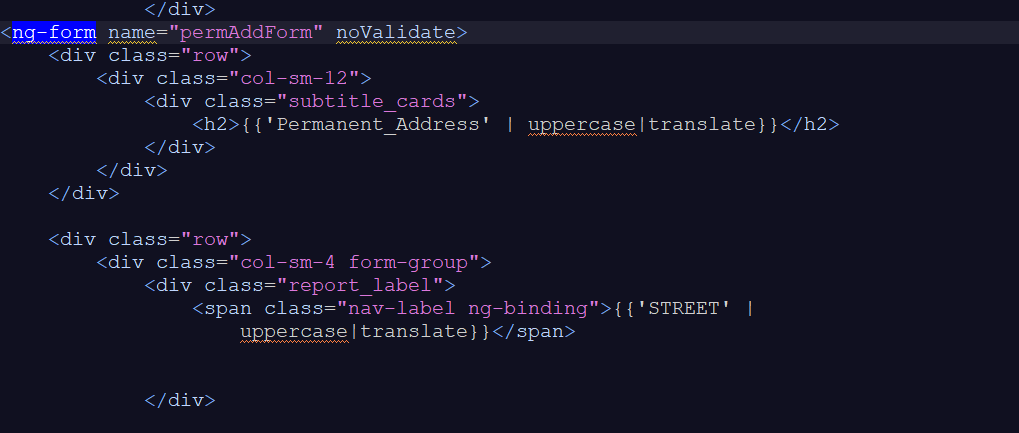 </div>
<ng-form name="permAddForm" noValidate>
    <div class="row">
        <div class="col-sm-12">
            <div class="subtitle_cards">
                <h2>{{'Permanent_Address' | uppercase|translate}}</h2>
            </div>
        </div>
    </div>
    <div class="row">
        <div class="col-sm-4 form-group">
            <div class="report_label">
                <span class="nav-label ng-binding">{{'STREET' |
                    uppercase|translate}}</span>
            </div>